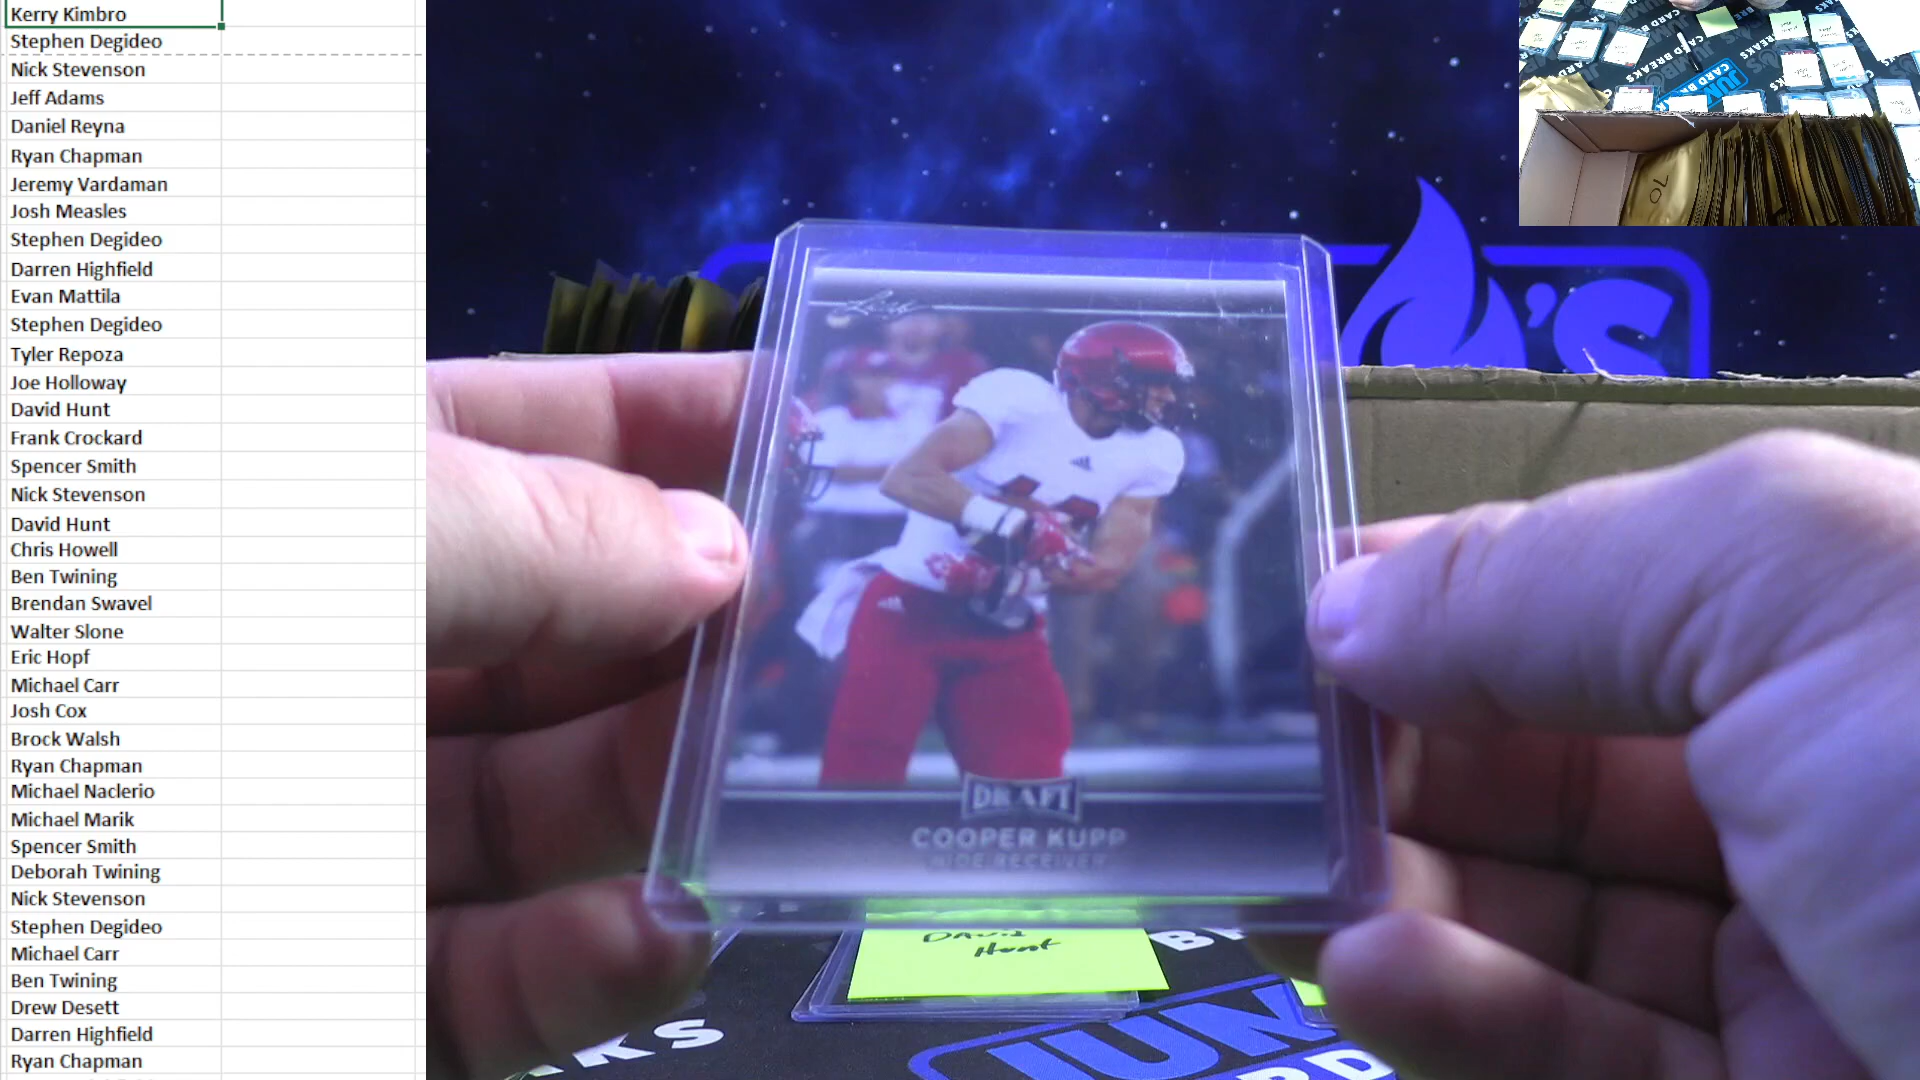 Kerry Kimbro
Stephen Degideo
Nick Stevenson
Jeff Adams
Daniel Reyna
Ryan Chapman
Jeremy Vardaman
Josh Measles
Stephen Degideo
Darren Highfield
Evan Mattila
Stephen Degideo
Tyler Repoza
Joe Holloway
David Hunt
Frank Crockard
Spencer Smith
Nick Stevenson
David Hunt
Chris Howell
Ben Twining
Brendan Swavel
Walter Slone
Eric Hopf
Michael Carr
Josh Cox
Brock Walsh
Ryan Chapman
Michael Naclerio
Michael Marik
Spencer Smith
Deborah Twining
Nick Stevenson
Stephen Degideo
Michael Carr
Ben Twining
Drew Desett
Darren Highfield
Ryan Chapman
O'S
Leaf
DRAFT
COOPER KUPP
WIDE RECEIVER
David
Hunt
CARD BREAKS
70